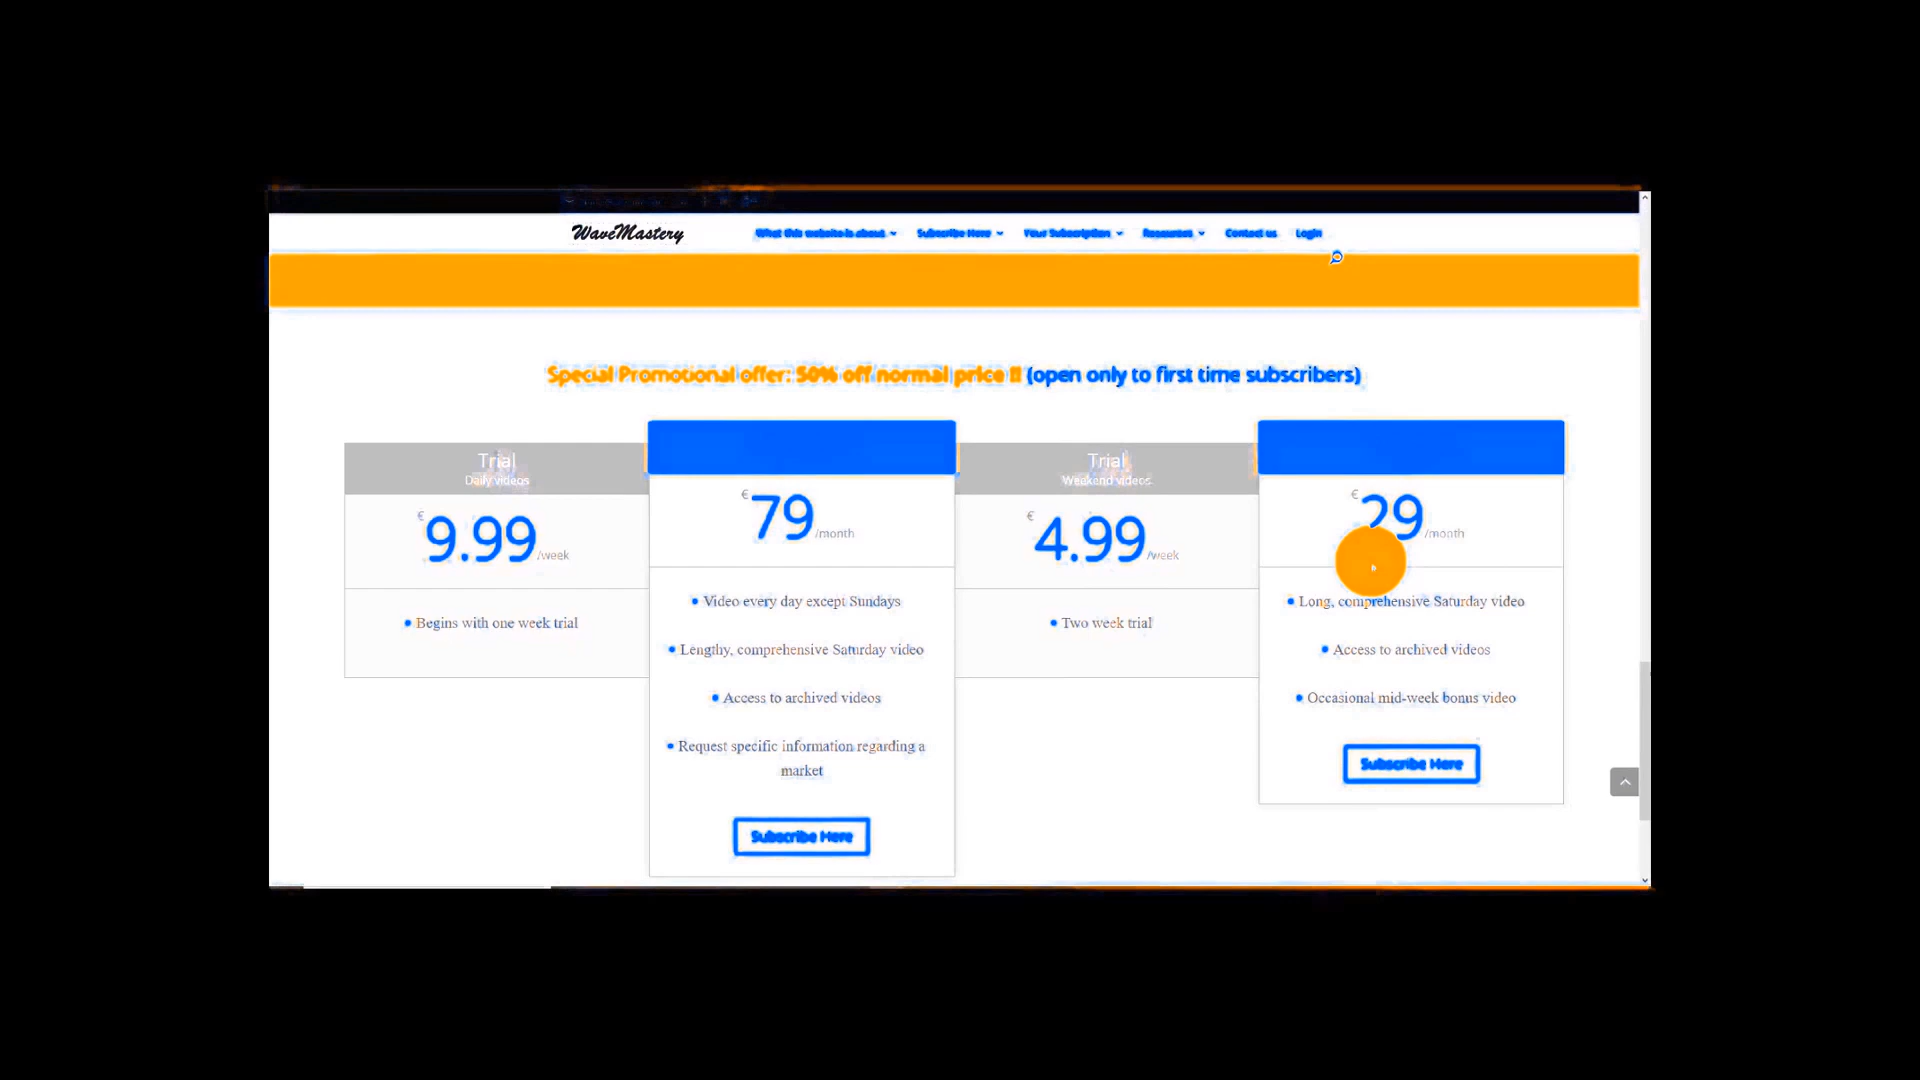 WaveMastery
What this website is about
Subscribe Here
Your Subscription
Resources
Contact us
Login
Special Promotional offer: 50% off normal price !! (open only to first time subscribers)
Trial
Daily videos
€9.99/week
Begins with one week trial
€79/month
Video every day except Sundays
Lengthy, comprehensive Saturday video
Access to archived videos
Request specific information regarding a
market
Subscribe Here
Trial
Weekend videos
€4.99/week
Two week trial
€29/month
Long, comprehensive Saturday video
Access to archived videos
Occasional mid-week bonus video
Subscribe Here